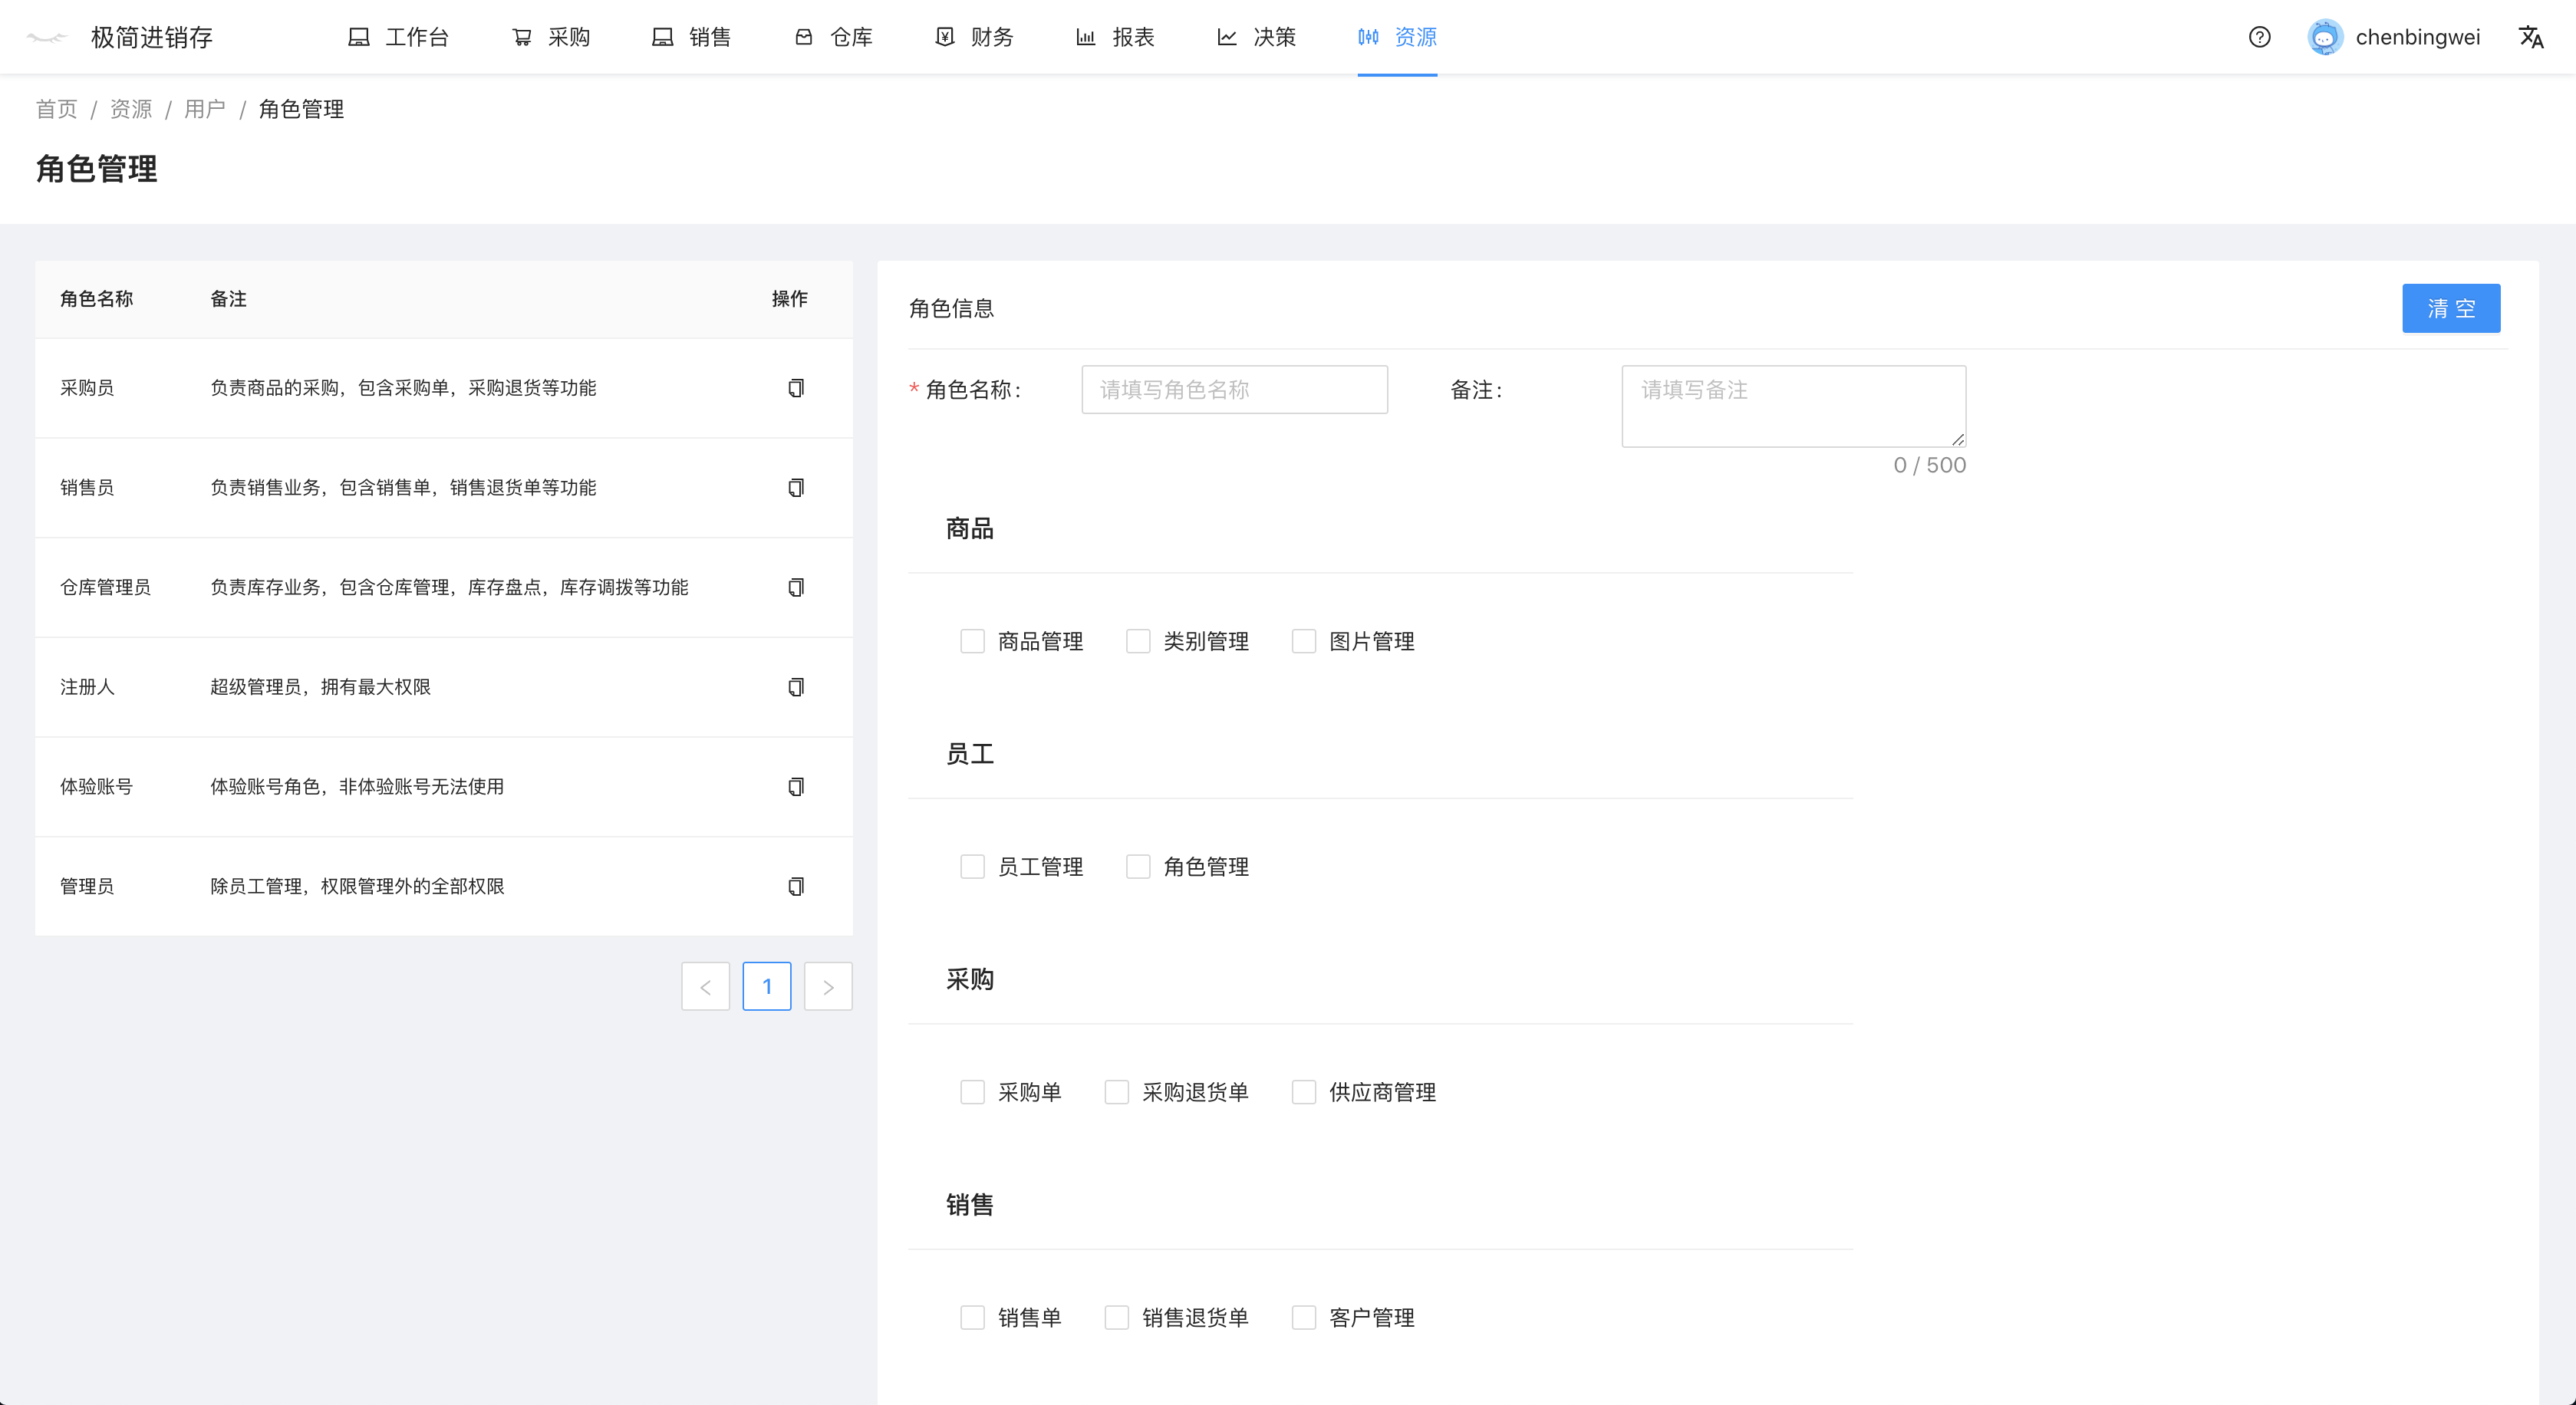 极简进销存 工作台 采购 销售 仓库 财务 报表 决策 资源 chenbingwei
首页 / 资源 / 用户 / 角色管理
角色管理
角色名称 备注 操作
采购员 负责商品的采购，包含采购单，采购退货等功能
销售员 负责销售业务，包含销售单，销售退货单等功能
仓库管理员 负责库存业务，包含仓库管理，库存盘点，库存调拨等功能
注册人 超级管理员，拥有最大权限
体验账号 体验账号角色，非体验账号无法使用
管理员 除员工管理，权限管理外的全部权限
< 1 >
角色信息 清 空
* 角色名称： 请填写角色名称 备注： 请填写备注
0 / 500
商品
商品管理 类别管理 图片管理
员工
员工管理 角色管理
采购
采购单 采购退货单 供应商管理
销售
销售单 销售退货单 客户管理